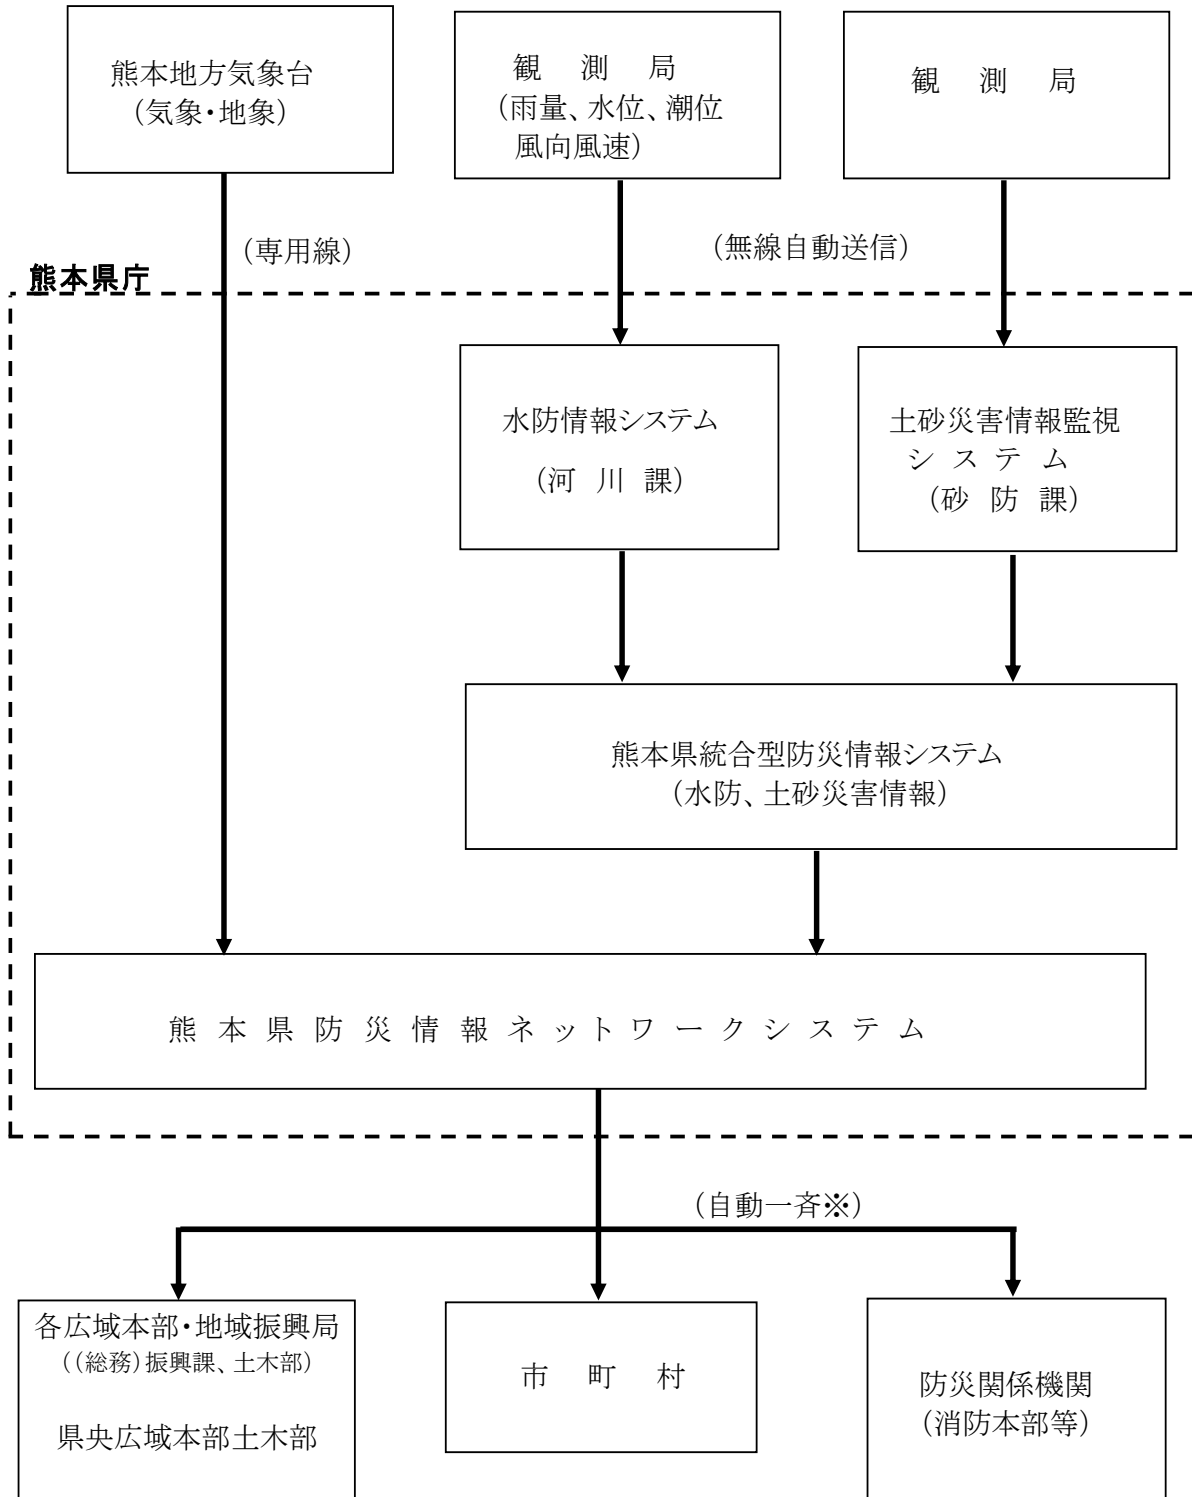 熊本地方気象台
（気象・地象）
観　測　局
（雨量、水位、潮位
風向風速）
観　測　局
（専用線）
（無線自動送信）
熊本県庁
水防情報システム
（河　川　課）
土砂災害情報監視
シ ス テ ム
（砂　防　課）
熊本県統合型防災情報システム
（水防、土砂災害情報）
熊 本 県 防 災 情 報 ネ ッ ト ワ ー ク シ ス テ ム
（自動一斉※）
各広域本部・地域振興局
（（総務）振興課、土木部）
県央広域本部土木部
市　町　村
防災関係機関
（消防本部等）